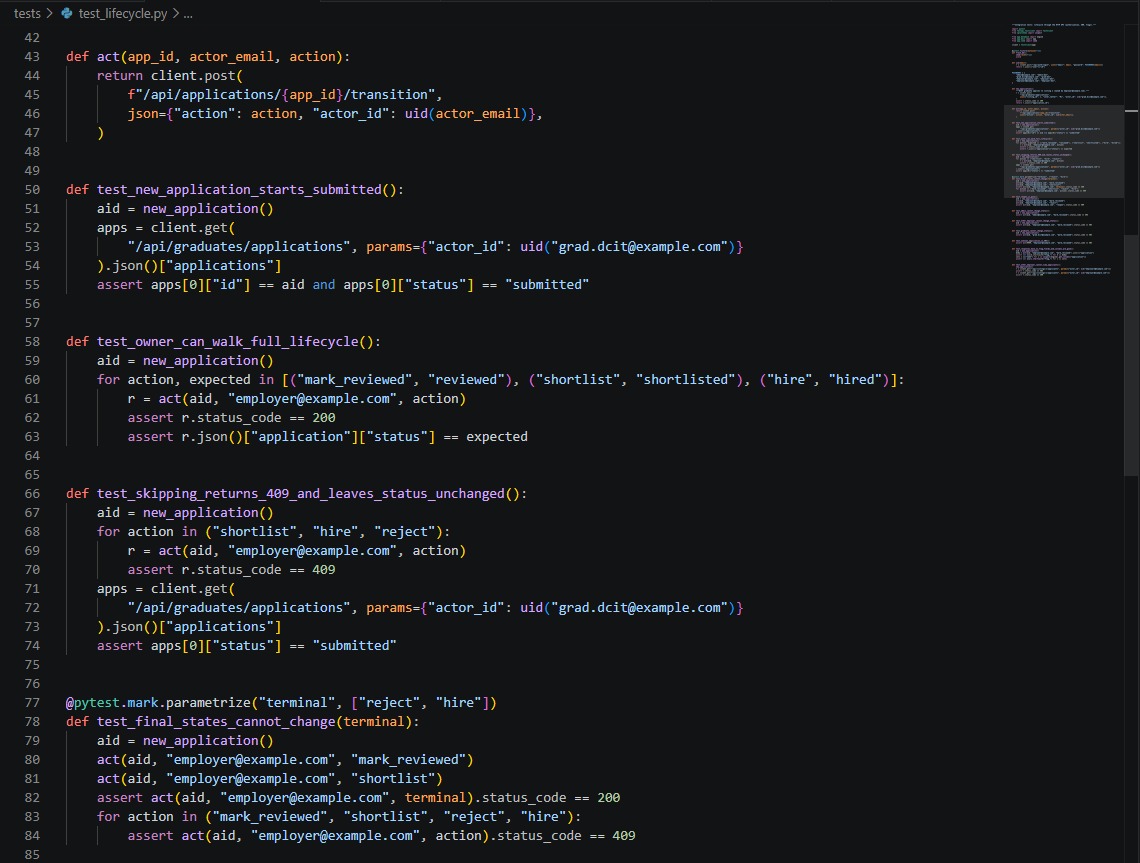 tests > test_lifecycle.py > ...
42
43 def act(app_id, actor_email, action):
44     return client.post(
45         f"/api/applications/{app_id}/transition",
46         json={"action": action, "actor_id": uid(actor_email)},
47     )
48
49
50 def test_new_application_starts_submitted():
51     aid = new_application()
52     apps = client.get(
53         "/api/graduates/applications", params={"actor_id": uid("grad.dcit@example.com")}
54     ).json()["applications"]
55     assert apps[0]["id"] == aid and apps[0]["status"] == "submitted"
56
57
58 def test_owner_can_walk_full_lifecycle():
59     aid = new_application()
60     for action, expected in [("mark_reviewed", "reviewed"), ("shortlist", "shortlisted"), ("hire", "hired")]:
61         r = act(aid, "employer@example.com", action)
62         assert r.status_code == 200
63         assert r.json()["application"]["status"] == expected
64
65
66 def test_skipping_returns_409_and_leaves_status_unchanged():
67     aid = new_application()
68     for action in ("shortlist", "hire", "reject"):
69         r = act(aid, "employer@example.com", action)
70         assert r.status_code == 409
71     apps = client.get(
72         "/api/graduates/applications", params={"actor_id": uid("grad.dcit@example.com")}
73     ).json()["applications"]
74     assert apps[0]["status"] == "submitted"
75
76
77 @pytest.mark.parametrize("terminal", ["reject", "hire"])
78 def test_final_states_cannot_change(terminal):
79     aid = new_application()
80     act(aid, "employer@example.com", "mark_reviewed")
81     act(aid, "employer@example.com", "shortlist")
82     assert act(aid, "employer@example.com", terminal).status_code == 200
83     for action in ("mark_reviewed", "shortlist", "reject", "hire"):
84         assert act(aid, "employer@example.com", action).status_code == 409
85